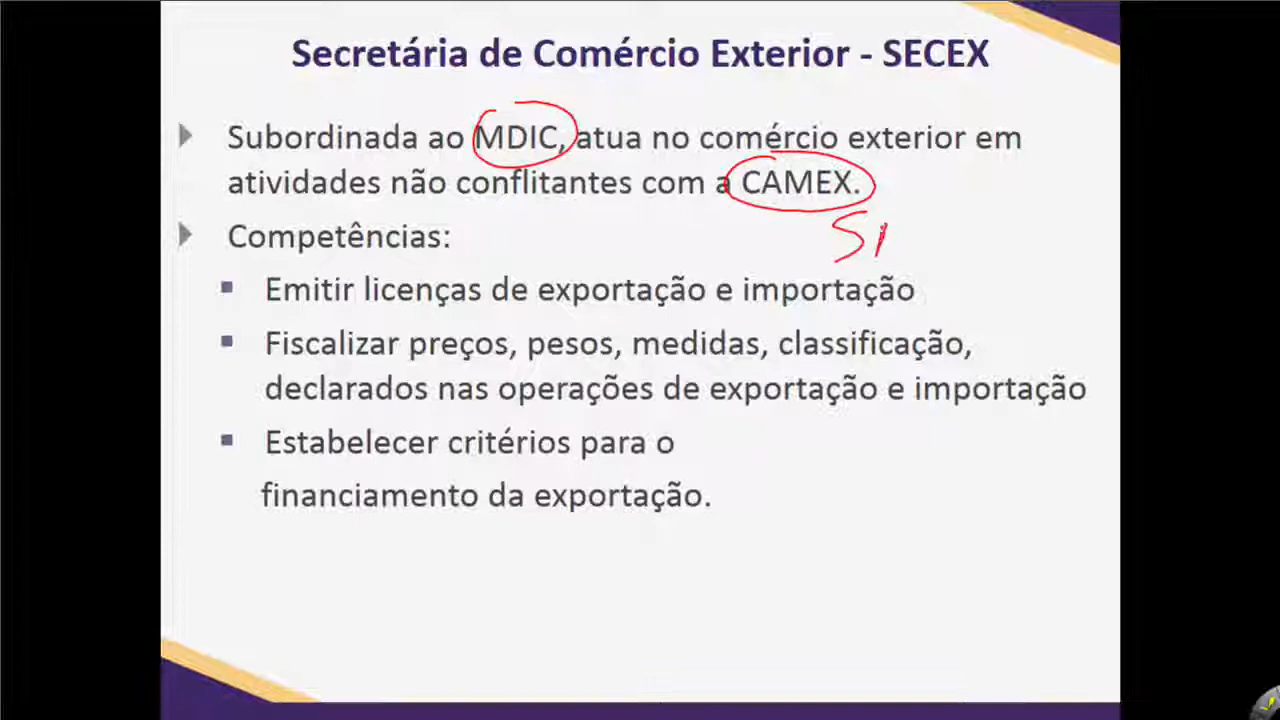 Secretária de Comércio Exterior - SECEX
Subordinada ao MDIC, atua no comércio exterior em
atividades não conflitantes com a CAMEX.
Competências:
Emitir licenças de exportação e importação
Fiscalizar preços, pesos, medidas, classificação,
declarados nas operações de exportação e importação
Estabelecer critérios para o
financiamento da exportação.